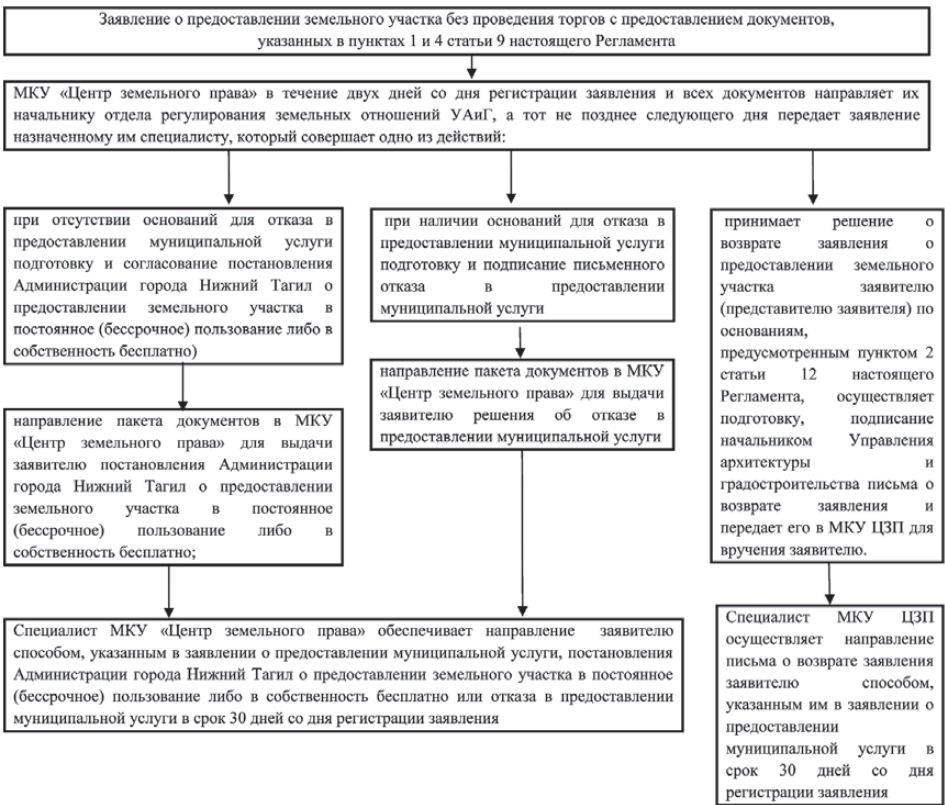 Заявление о предоставлении земельного участка без проведения торгов с предоставлением документов,
указанных в пунктах 1 и 4 статьи 9 настоящего Регламента
МКУ «Центр земельного права» в течение двух дней со дня регистрации заявления и всех документов направляет их
начальнику отдела регулирования земельных отношений УАиГ, а тот не позднее следующего дня передает заявление
назначенному им специалисту, который совершает одно из действий:
при отсутствии оснований для отказа в
предоставлении муниципальной услуги
подготовку и согласование постановления
Администрации города Нижний Тагил о
предоставлении земельного участка в
постоянное (бессрочное) пользование либо в
собственность бесплатно)
направление пакета документов в МКУ
«Центр земельного права» для выдачи
заявителю постановления Администрации
города Нижний Тагил о предоставлении
земельного участка в постоянное
(бессрочное) пользование либо в
собственность бесплатно;
при наличии оснований для отказа в
предоставлении муниципальной услуги
подготовку и подписание письменного
отказа в предоставлении
муниципальной услуги
направление пакета документов в МКУ
«Центр земельного права» для выдачи
заявителю решения об отказе в
предоставлении муниципальной услуги
Специалист МКУ «Центр земельного права» обеспечивает направление заявителю
способом, указанным в заявлении о предоставлении муниципальной услуги, постановления
Администрации города Нижний Тагил о предоставлении земельного участка в постоянное
(бессрочное) пользование либо в собственность бесплатно или отказа в предоставлении
муниципальной услуги в срок 30 дней со дня регистрации заявления
принимает решение о
возврате заявления о
предоставлении земельного
участка заявителю
(представителю заявителя) по
основаниям,
предусмотренным пунктом 2
статьи 12 настоящего
Регламента, осуществляет
подготовку, подписание
начальником Управления
архитектуры и
градостроительства письма о
возврате заявления и
передает его в МКУ ЦЗП для
вручения заявителю.
Специалист МКУ ЦЗП
осуществляет направление
письма о возврате заявления
заявителю способом,
указанным им в заявлении о
предоставлении
муниципальной услуги в
срок 30 дней со дня
регистрации заявления